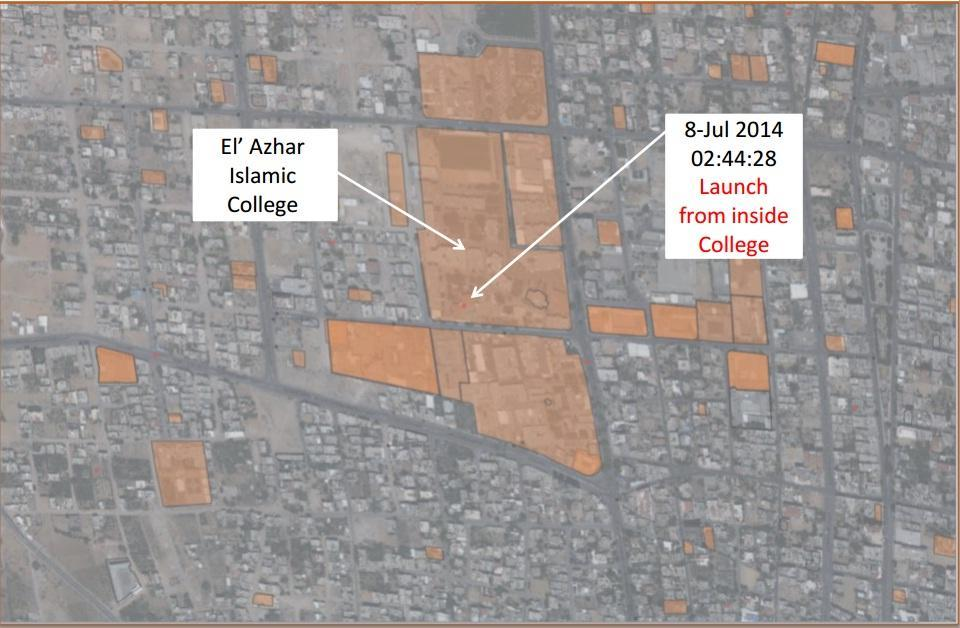 El’ Azhar
Islamic
College
8-Jul 2014
02:44:28
Launch
from inside
College